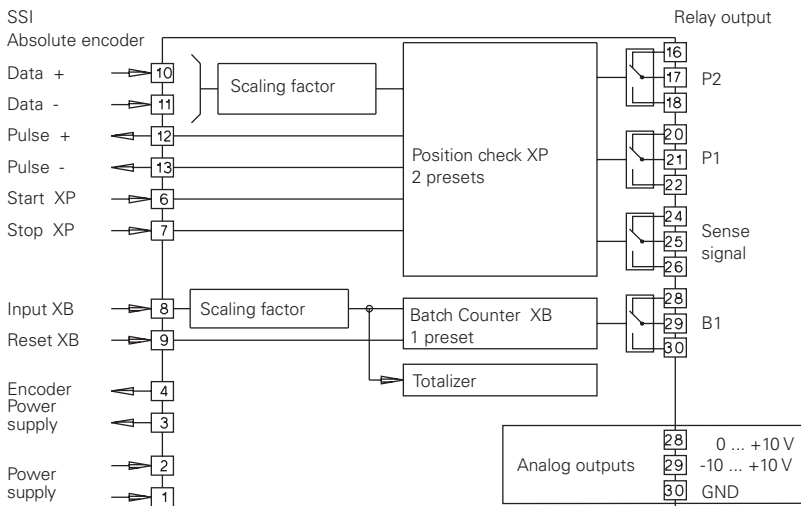 SSI
Absolute encoder
Relay output
Data +
10
Data -
11
Pulse +
12
Pulse -
13
Start XP
6
Stop XP
7
Scaling factor
Position check XP
2 presets
16
17
18
P2
20
21
22
P1
24
25
26
Sense
signal
Input XB
8
Reset XB
9
Scaling factor
Batch Counter XB
1 preset
28
29
30
B1
Totalizer
Encoder
Power
supply
4
3
Power
supply
2
1
Analog outputs
28
0 ... +10 V
29
-10 ... +10 V
30
GND